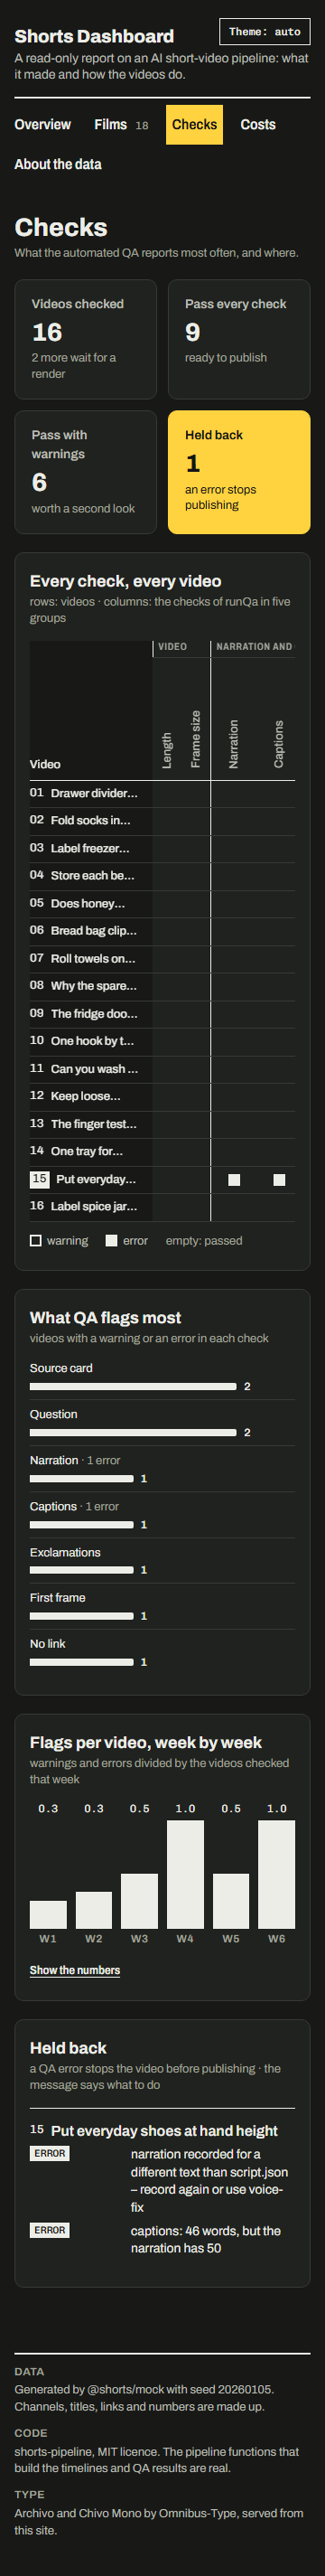 Shorts Dashboard
Theme: auto
A read-only report on an AI short-video pipeline: what
it made and how the videos do.
Overview Films 18 Checks Costs
About the data
Checks
What the automated QA reports most often, and where.
Videos checked
16
2 more wait for a
render
Pass every check
9
ready to publish
Pass with
warnings
6
worth a second look
Held back
1
an error stops
publishing
Every check, every video
rows: videos · columns: the checks of runQa in five
groups
VIDEO NARRATION AND
Video Length Frame size Narration Captions
01 Drawer divider…
02 Fold socks in…
03 Label freezer…
04 Store each be…
05 Does honey…
06 Bread bag clip…
07 Roll towels on…
08 Why the spare…
09 The fridge doo…
10 One hook by t…
11 Can you wash …
12 Keep loose…
13 The finger test…
14 One tray for…
15 Put everyday…
16 Label spice jar…
warning error empty: passed
What QA flags most
videos with a warning or an error in each check
Source card
2
Question
2
Narration · 1 error
1
Captions · 1 error
1
Exclamations
1
First frame
1
No link
1
Flags per video, week by week
warnings and errors divided by the videos checked
that week
0.3 0.3 0.5 1.0 0.5 1.0
W1 W2 W3 W4 W5 W6
Show the numbers
Held back
a QA error stops the video before publishing · the
message says what to do
15 Put everyday shoes at hand height
ERROR narration recorded for a
different text than script.json
– record again or use voice-
fix
ERROR captions: 46 words, but the
narration has 50
DATA
Generated by @shorts/mock with seed 20260105.
Channels, titles, links and numbers are made up.
CODE
shorts-pipeline, MIT licence. The pipeline functions that
build the timelines and QA results are real.
TYPE
Archivo and Chivo Mono by Omnibus-Type, served from
this site.